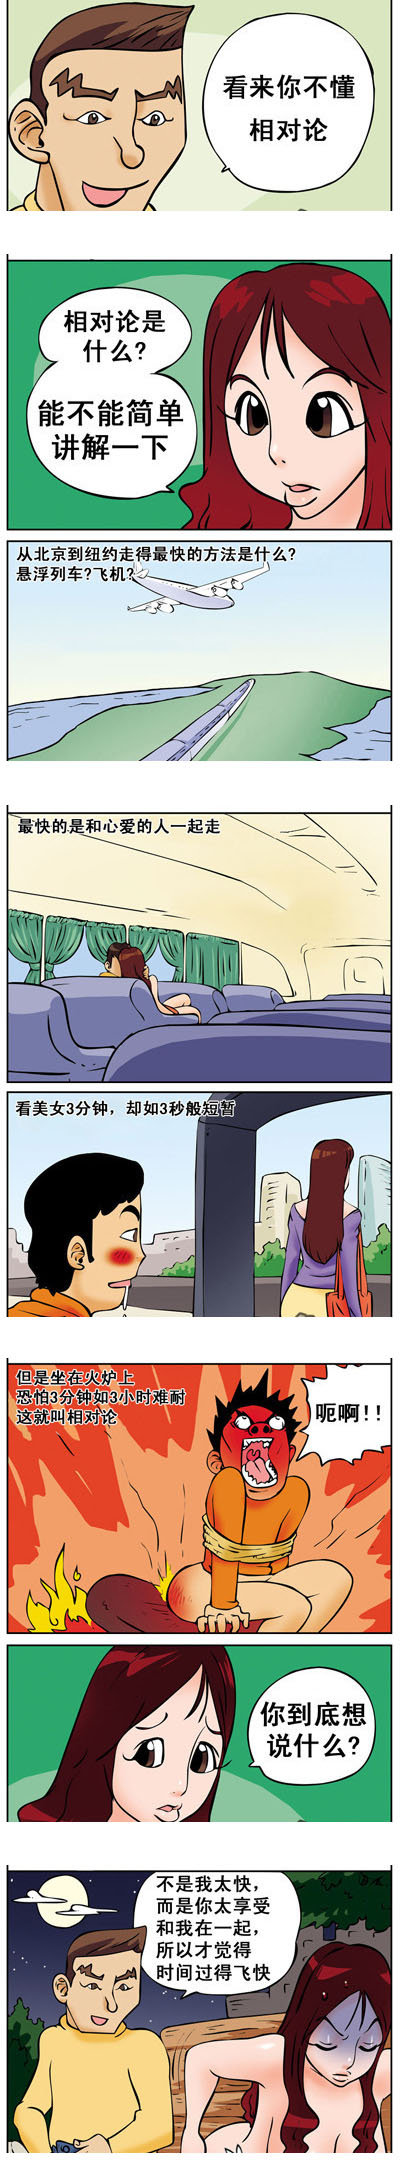 看来你不懂
相对论
相对论是
什么?
能不能简单
讲解一下
从北京到纽约走得最快的方法是什么?
悬浮列车?飞机?
最快的是和心爱的人一起走
看美女3分钟，却如3秒般短暂
但是坐在火炉上
恐怕3分钟如3小时难耐
这就叫相对论
呃啊!!
你到底想
说什么?
不是我太快，
而是你太享受
和我在一起，
所以才觉得
时间过得飞快